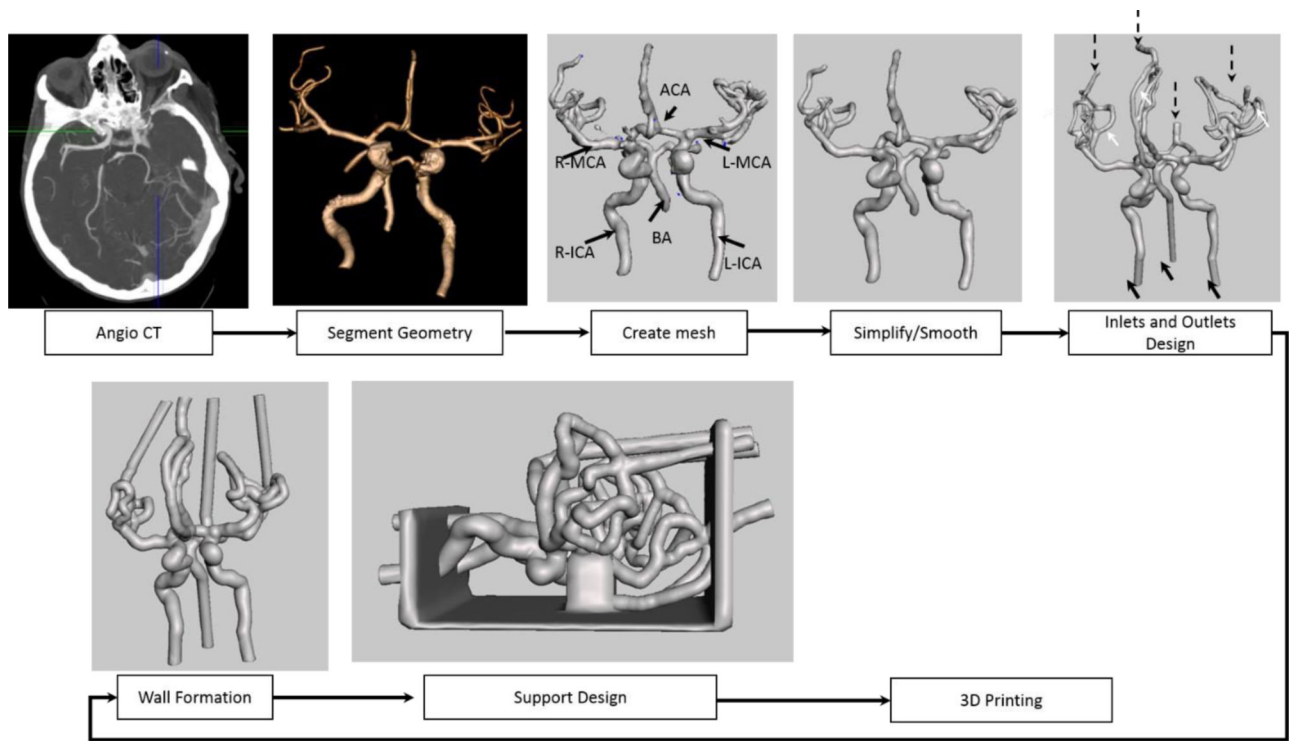 ACA
R-MCA
L-MCA
R-ICA
BA
L-ICA
Angio CT
Segment Geometry
Create mesh
Simplify/Smooth
Inlets and Outlets
Design
Wall Formation
Support Design
3D Printing